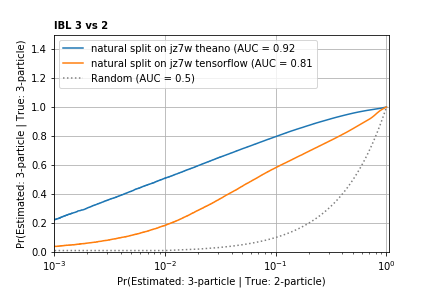 IBL 3 vs 2
natural split on jz7w theano (AUC = 0.92
natural split on jz7w tensorflow (AUC = 0.81
Random (AUC = 0.5)
Pr(Estimated: 3-particle | True: 3-particle)
1.4
1.2
1.0
0.8
0.6
0.4
0.2
0.0
10⁻³
10⁻²
10⁻¹
10⁰
Pr(Estimated: 3-particle | True: 2-particle)